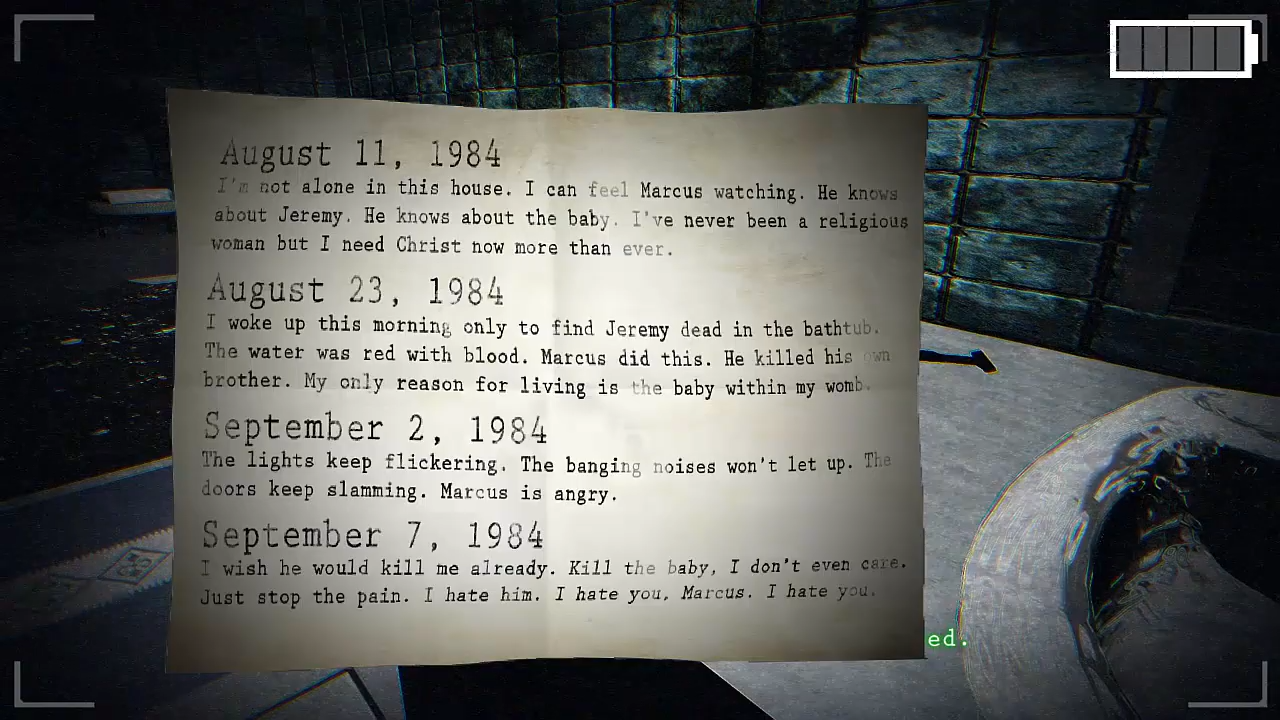 August 11, 1984
I'm not alone in this house. I can feel Marcus watching. He knows
about Jeremy. He knows about the baby. I've never been a religious
woman but I need Christ now more than ever.
August 23, 1984
I woke up this morning only to find Jeremy dead in the bathtub.
The water was red with blood. Marcus did this. He killed his own
brother. My only reason for living is the baby within my womb.
September 2, 1984
The lights keep flickering. The banging noises won't let up. The
doors keep slamming. Marcus is angry.
September 7, 1984
I wish he would kill me already. Kill the baby, I don't even care.
Just stop the pain. I hate him. I hate you, Marcus. I hate you.
ed.